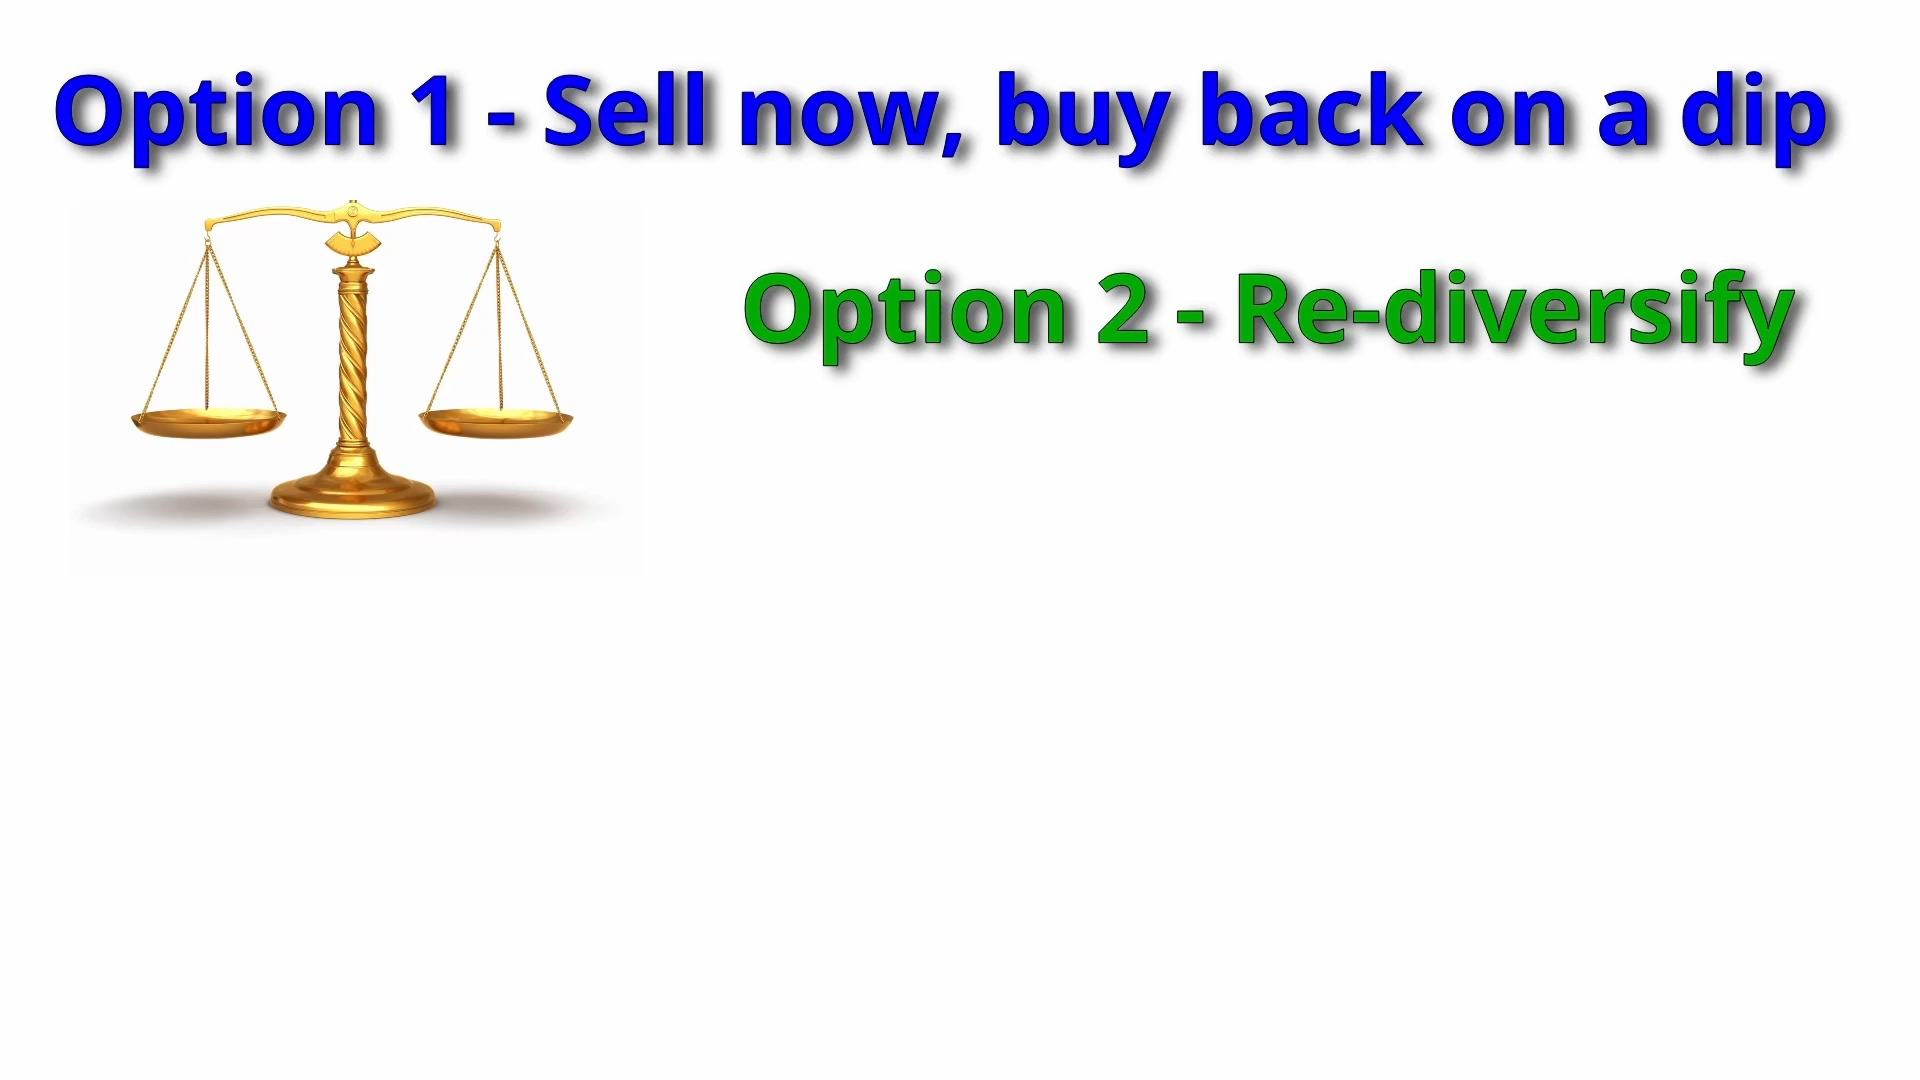 Option 1 - Sell now, buy back on a dip
Option 2 - Re-diversify